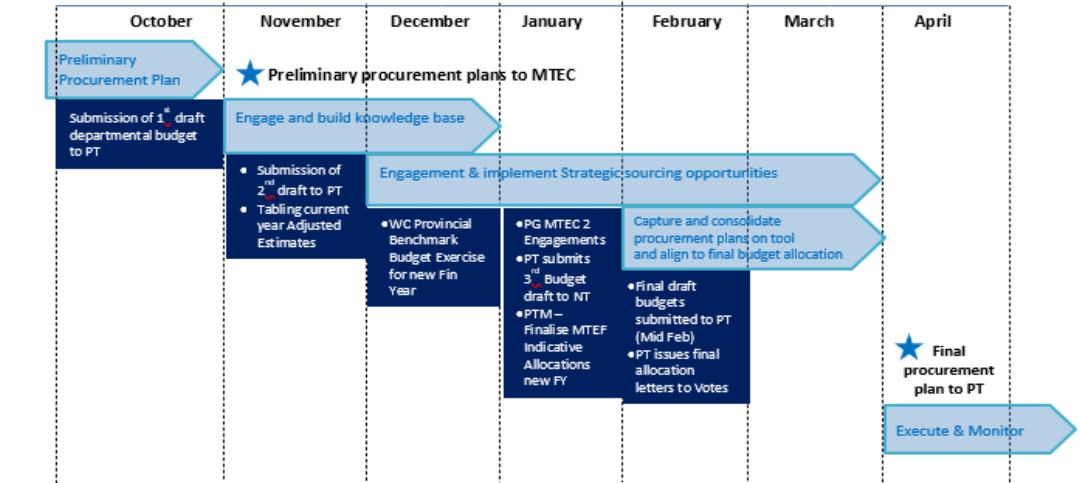 October November December January February March April
Preliminary
Procurement Plan
Preliminary procurement plans to MTEC
Submission of 1st draft
departmental budget
to PT
Engage and build knowledge base
• Submission of
2nd draft to PT
• Tabling current
year Adjusted
Estimates
Engagement & implement Strategic sourcing opportunities
•WC Provincial
Benchmark
Budget Exercise
for new Fin
Year
•PG MTEC 2
Engagements
•PT submits
3rd Budget
draft to NT
•PTM –
Finalise MTEF
Indicative
Allocations
new FY
Capture and consolidate
procurement plans on tool
and align to final budget allocation
•Final draft
budgets
submitted to PT
(Mid Feb)
•PT issues final
allocation
letters to Votes
Final
procurement
plan to PT
Execute & Monitor